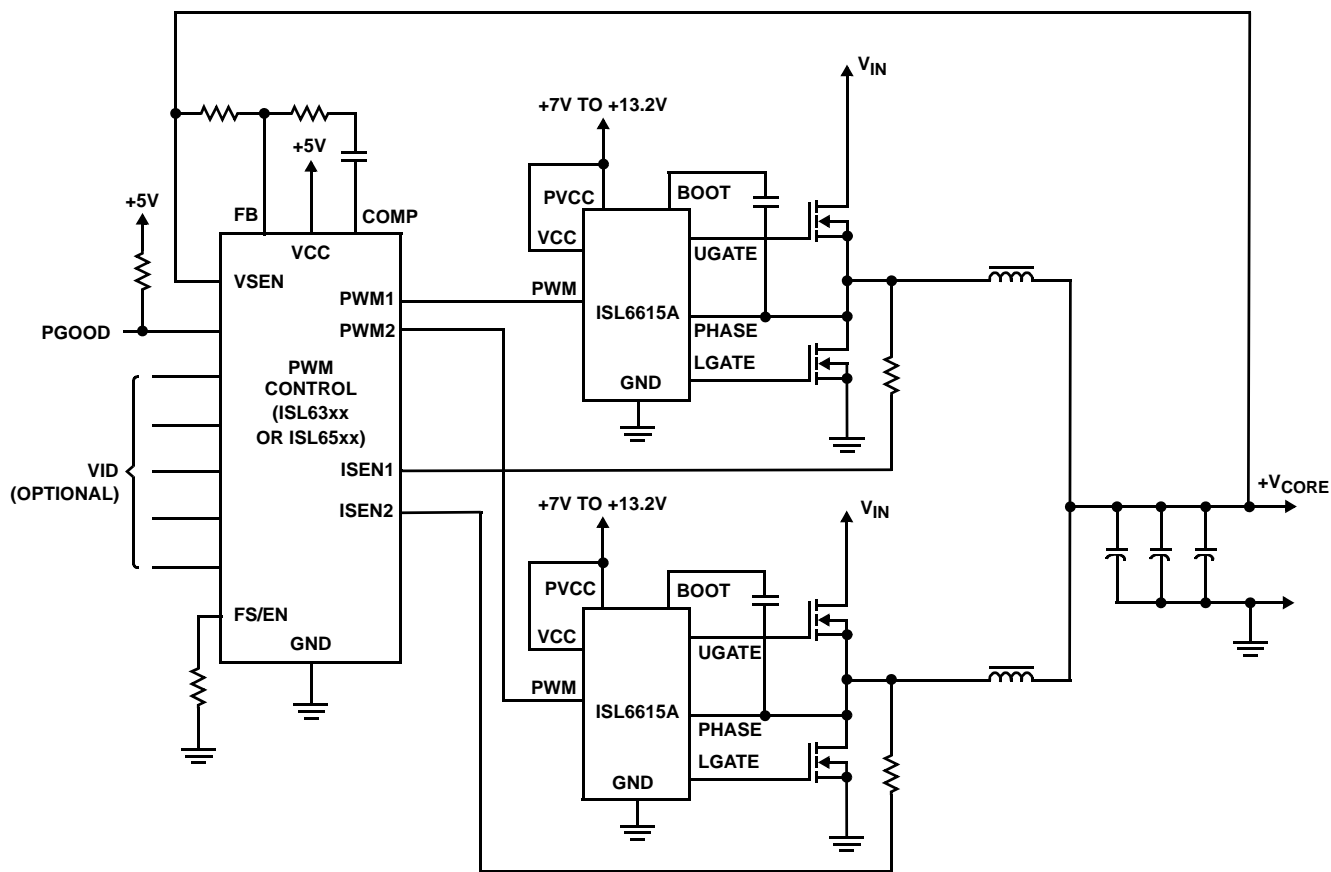 V_IN
+7V TO +13.2V
+5V
+5V
FB
COMP
VCC
VSEN
PWM1
PWM2
PGOOD
PWM
CONTROL
(ISL63xx
OR ISL65xx)
VID
(OPTIONAL)
ISEN1
ISEN2
FS/EN
GND
PVCC
BOOT
VCC
UGATE
PWM
ISL6615A
PHASE
LGATE
GND
+7V TO +13.2V
V_IN
PVCC
BOOT
VCC
UGATE
PWM
ISL6615A
PHASE
LGATE
GND
+V_CORE